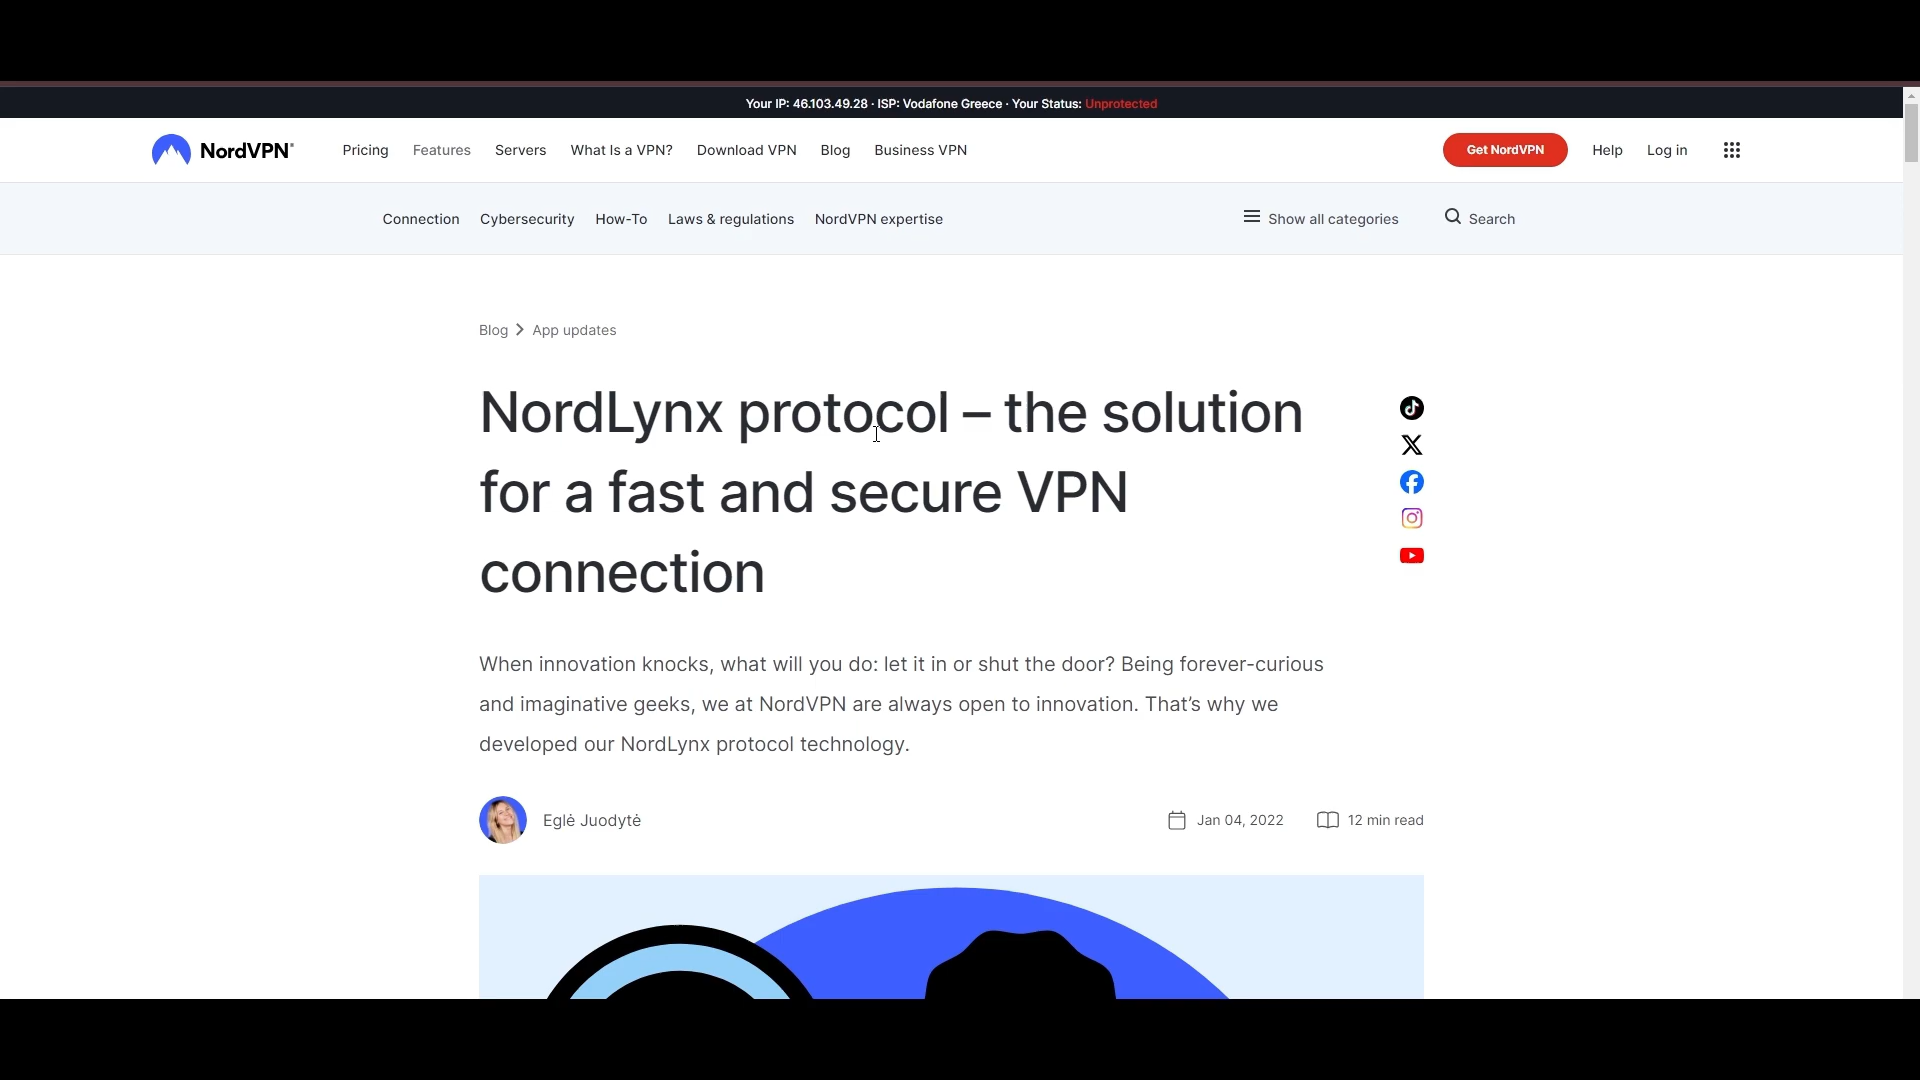 Your IP: 46.103.49.28 · ISP: Vodafone Greece · Your Status: Unprotected
NordVPN® Pricing Features Servers What Is a VPN? Download VPN Blog Business VPN Get NordVPN Help Log in
Connection Cybersecurity How-To Laws & regulations NordVPN expertise Show all categories Search
Blog App updates
NordLynx protocol – the solution
for a fast and secure VPN
connection
When innovation knocks, what will you do: let it in or shut the door? Being forever-curious
and imaginative geeks, we at NordVPN are always open to innovation. That’s why we
developed our NordLynx protocol technology.
Eglė Juodytė Jan 04, 2022 12 min read